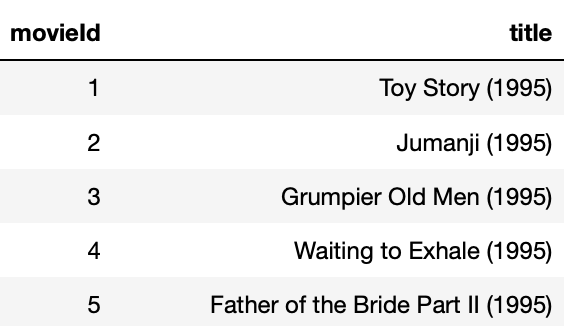 movieId title
1 Toy Story (1995)
2 Jumanji (1995)
3 Grumpier Old Men (1995)
4 Waiting to Exhale (1995)
5 Father of the Bride Part II (1995)